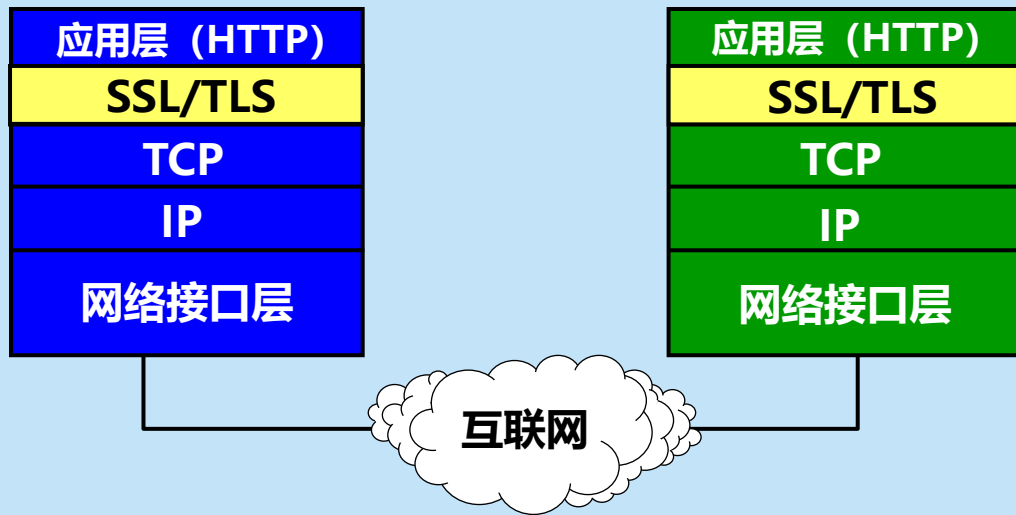 应用层（HTTP）
SSL/TLS
TCP
IP
网络接口层
应用层（HTTP）
SSL/TLS
TCP
IP
网络接口层
互联网